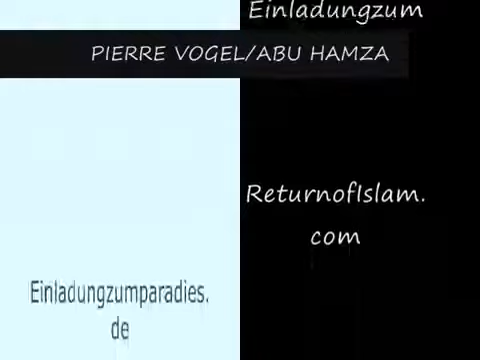 Einladungzum
PIERRE VOGEL/ABU HAMZA
ReturnofIslam.
com
Einladungzumparadies.
de